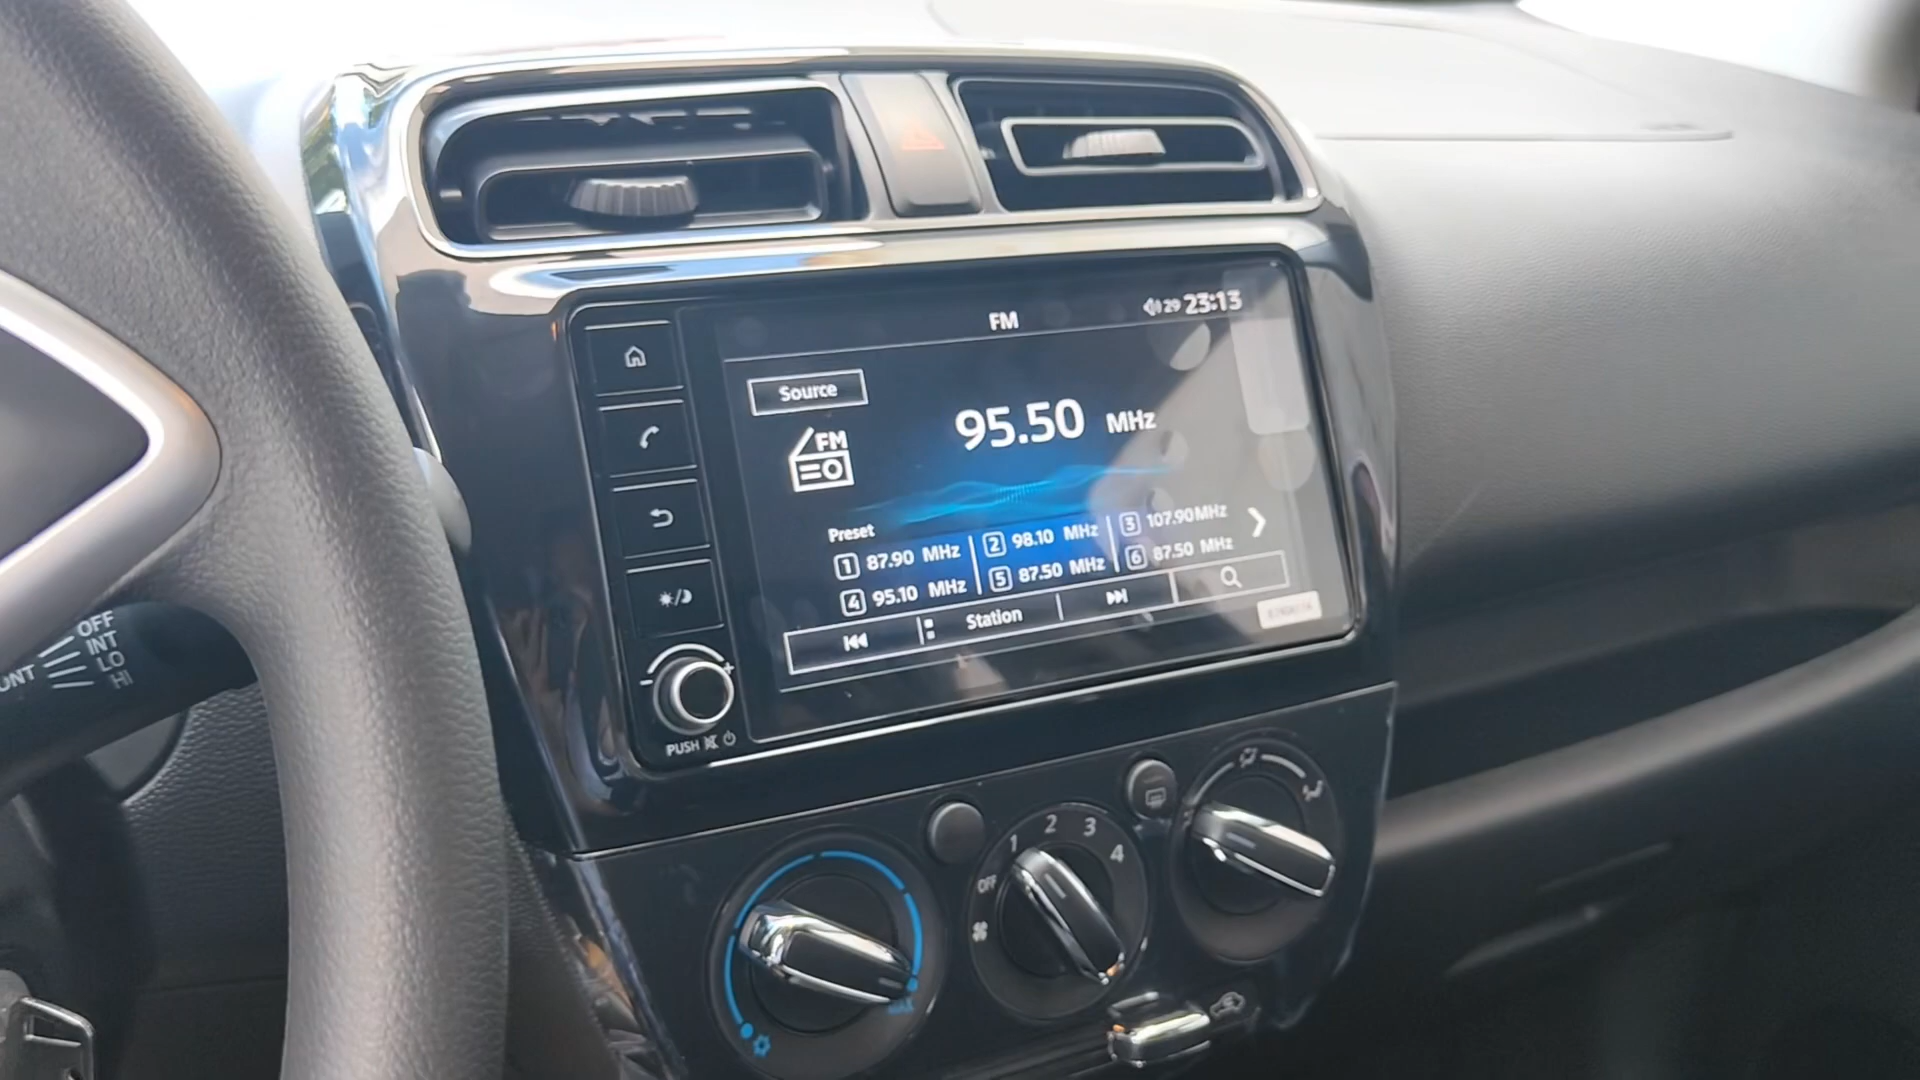 FM
29 23:13
Source
95.50 MHz
FM
Preset
1 87.90 MHz 2 98.10 MHz 3 107.90 MHz
4 95.10 MHz 5 87.50 MHz 6 87.50 MHz
Station
PUSH
OFF
INT
LO
HI
OFF 1 2 3 4
MAX